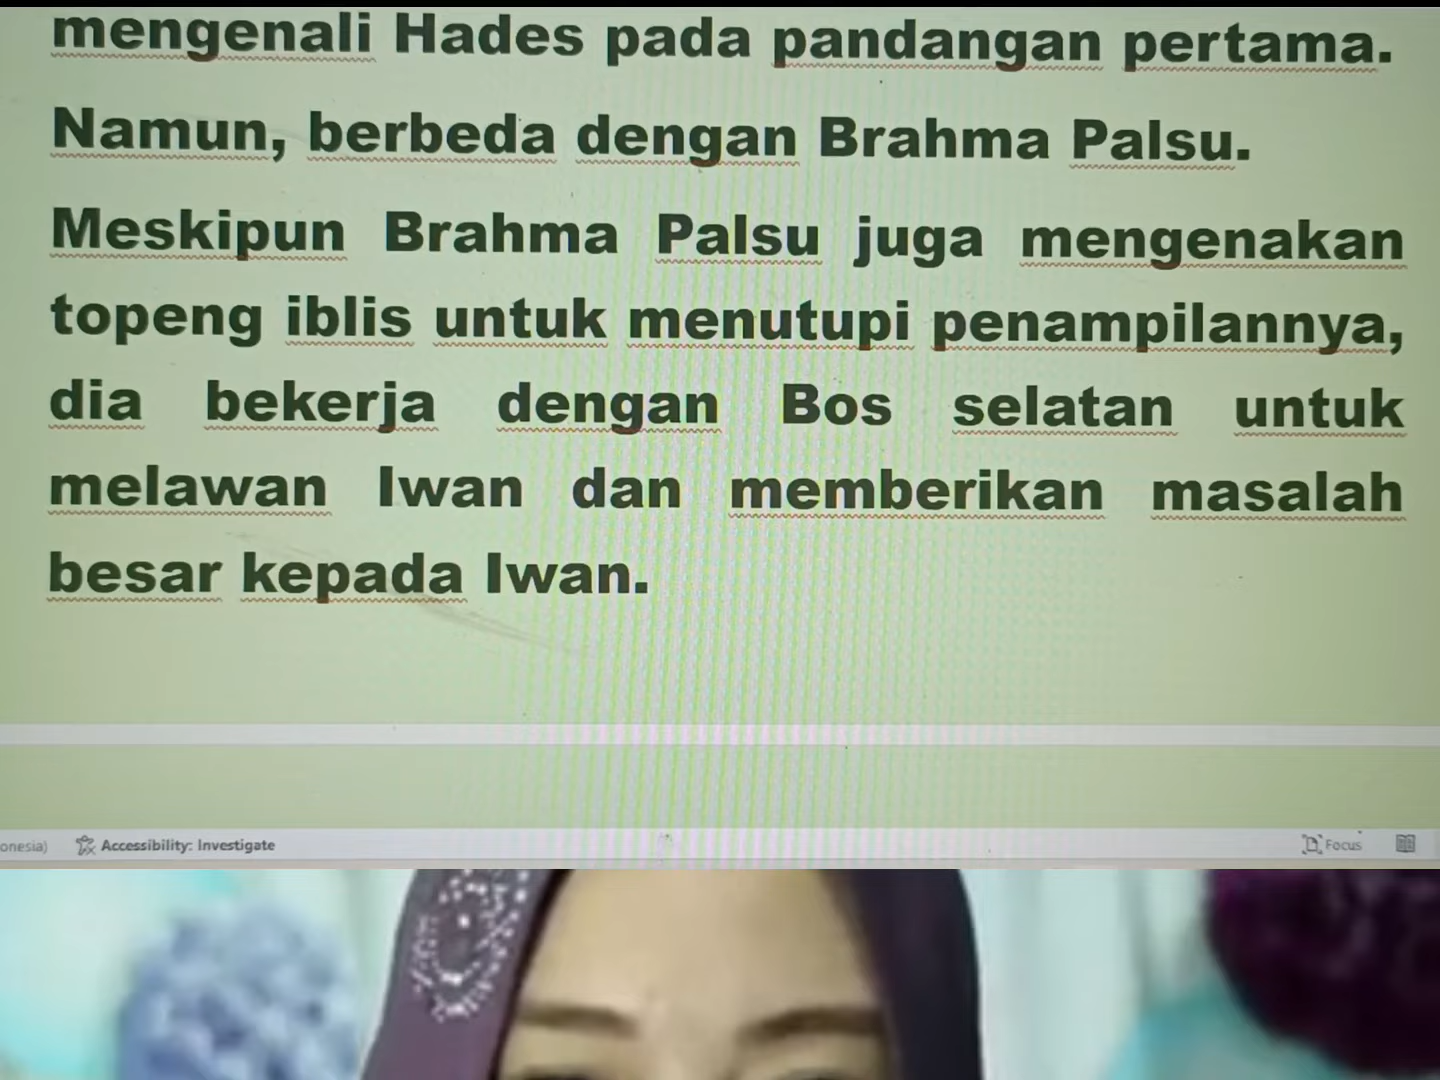 mengenali Hades pada pandangan pertama.
Namun, berbeda dengan Brahma Palsu.
Meskipun Brahma Palsu juga mengenakan
topeng iblis untuk menutupi penampilannya,
dia bekerja dengan Bos selatan untuk
melawan Iwan dan memberikan masalah
besar kepada Iwan.
onesia) Accessibility: Investigate Focus